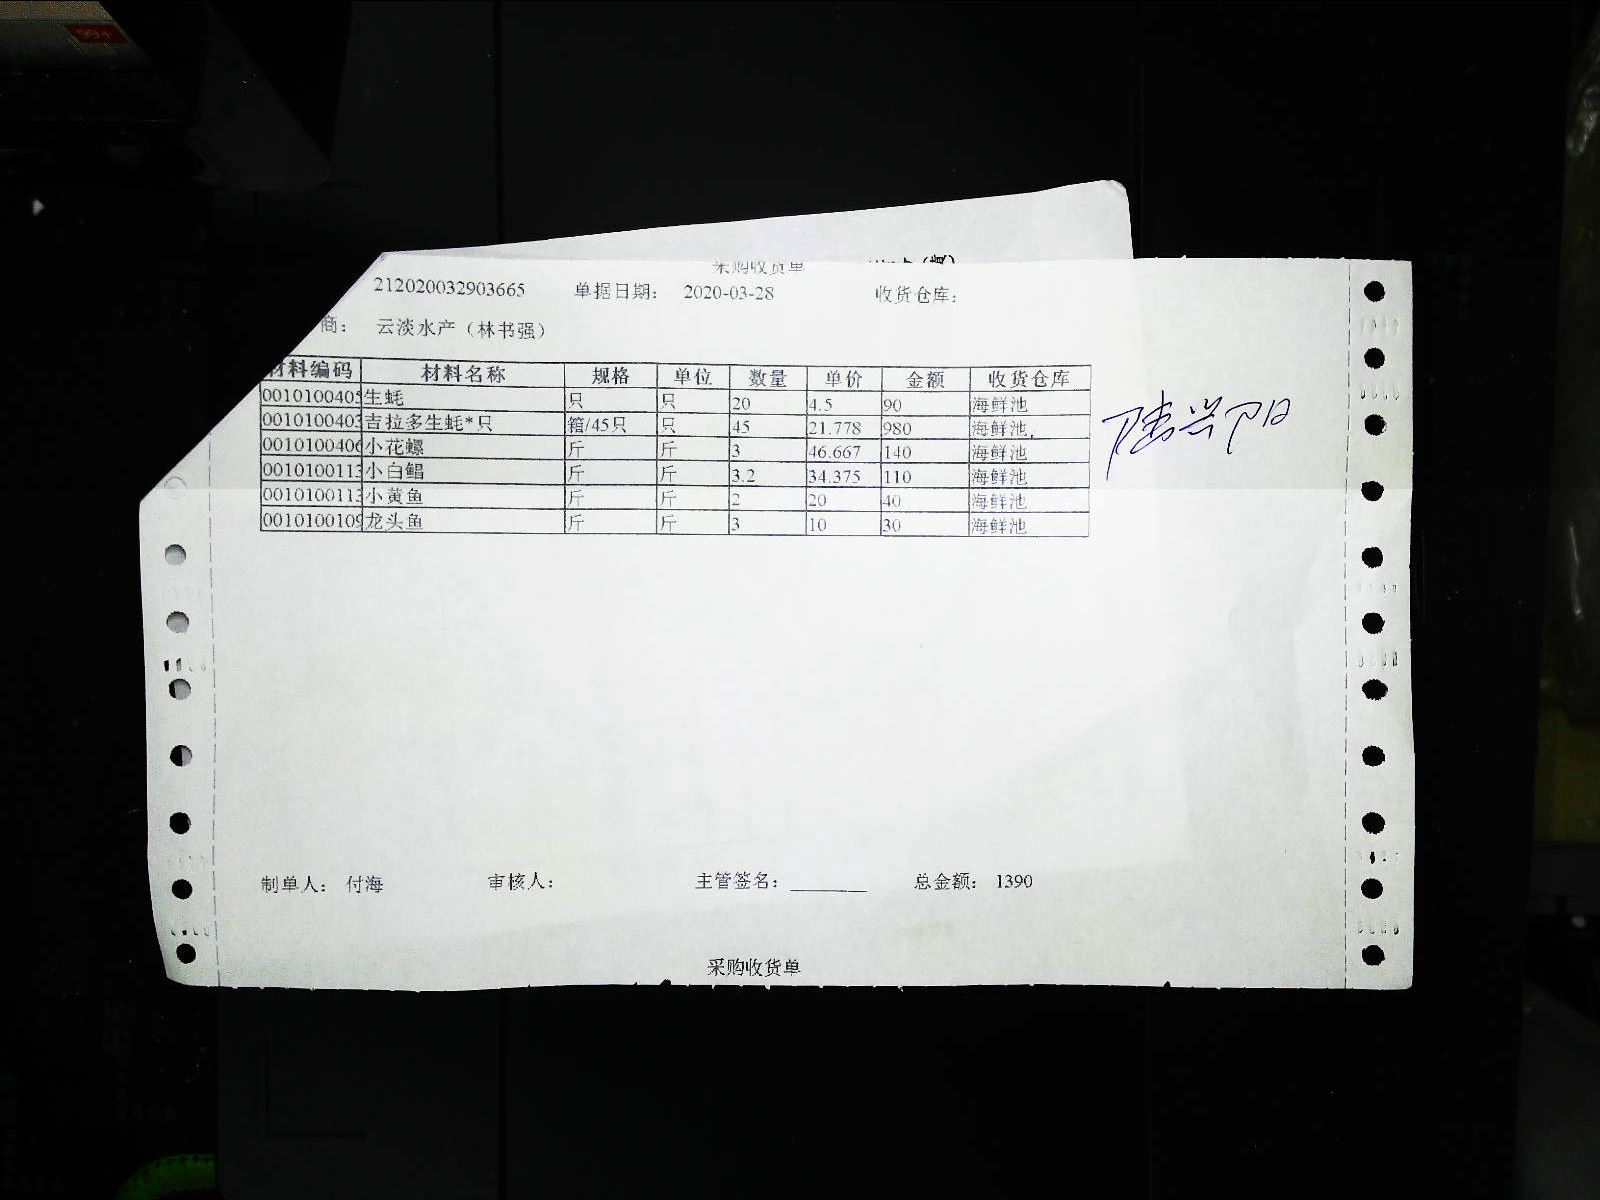 99+
采购收货单
212020032903665 单据日期： 2020-03-28 收货仓库：
商： 云淡水产（林书强）
材料编码 材料名称 规格 单位 数量 单价 金额 收货仓库
0010100405 生蚝 只 只 20 4.5 90 海鲜池
0010100403 吉拉多生蚝*只 箱/45只 只 45 21.778 980 海鲜池
0010100406 小花螺 斤 斤 3 46.667 140 海鲜池
0010100113 小白鲳 斤 斤 3.2 34.375 110 海鲜池
0010100113 小黄鱼 斤 斤 2 20 40 海鲜池
0010100109 龙头鱼 斤 斤 3 10 30 海鲜池
制单人： 付海 审核人： 主管签名： 总金额： 1390
采购收货单